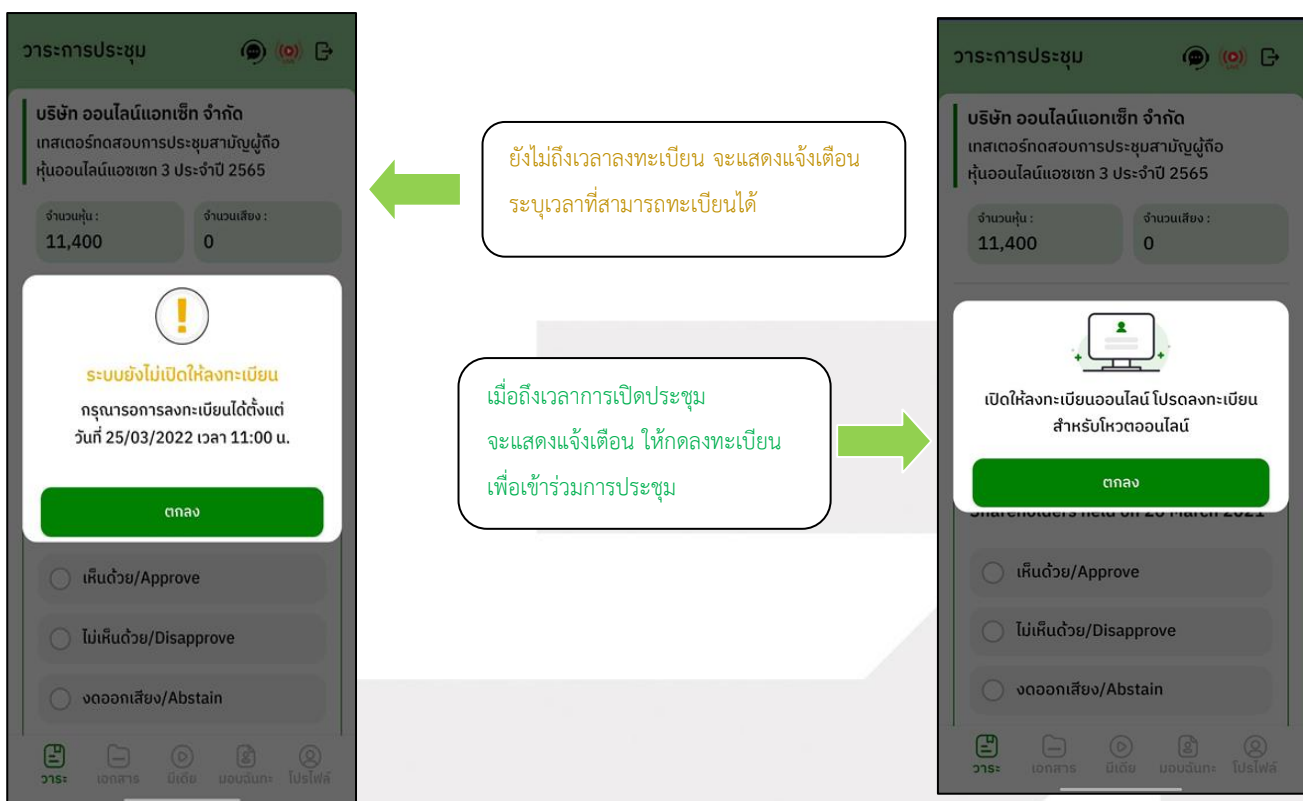 วาระการประชุม
บริษัท ออนไลน์แอทเซ็ท จำกัด
เทสเตอร์ทดสอบการประชุมสามัญผู้ถือ
หุ้นออนไลน์แอซเซท 3 ประจำปี 2565
จำนวนหุ้น :
11,400
จำนวนเสียง :
0
ระบบยังไม่เปิดให้ลงทะเบียน
กรุณารอการลงทะเบียนได้ตั้งแต่
วันที่ 25/03/2022 เวลา 11:00 น.
ตกลง
เห็นด้วย/Approve
ไม่เห็นด้วย/Disapprove
งดออกเสียง/Abstain
วาระ
เอกสาร
มีเดีย
มอบฉันทะ
โปรไฟล์
ยังไม่ถึงเวลาลงทะเบียน จะแสดงแจ้งเตือน
ระบุเวลาที่สามารถทะเบียนได้
เมื่อถึงเวลาการเปิดประชุม
จะแสดงแจ้งเตือน ให้กดลงทะเบียน
เพื่อเข้าร่วมการประชุม
วาระการประชุม
บริษัท ออนไลน์แอทเซ็ท จำกัด
เทสเตอร์ทดสอบการประชุมสามัญผู้ถือ
หุ้นออนไลน์แอซเซท 3 ประจำปี 2565
จำนวนหุ้น :
11,400
จำนวนเสียง :
0
เปิดให้ลงทะเบียนออนไลน์ โปรดลงทะเบียน
สำหรับโหวตออนไลน์
ตกลง
Shareholders held on 26 March 2021
เห็นด้วย/Approve
ไม่เห็นด้วย/Disapprove
งดออกเสียง/Abstain
วาระ
เอกสาร
มีเดีย
มอบฉันทะ
โปรไฟล์